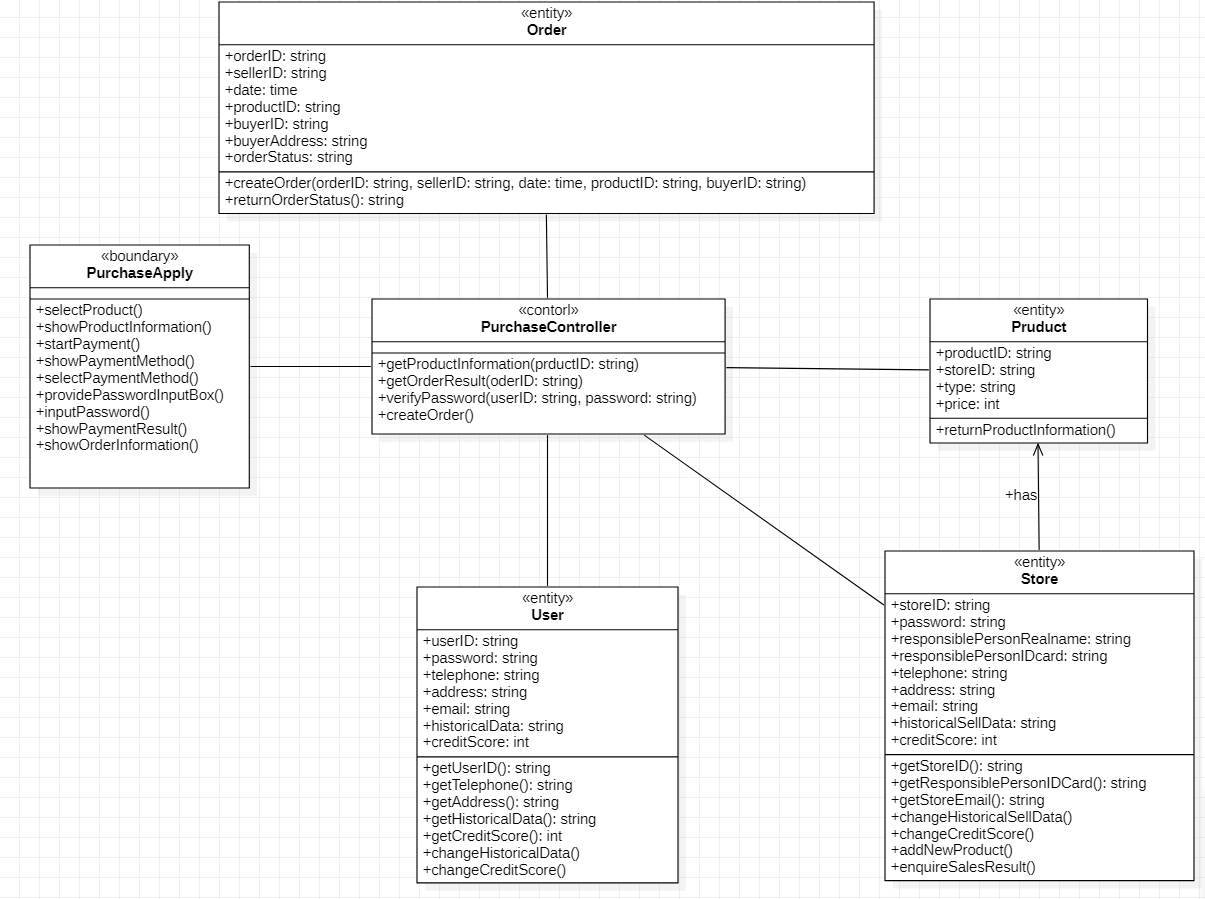 «entity»
Order
+orderID: string
+sellerID: string
+date: time
+productID: string
+buyerID: string
+buyerAddress: string
+orderStatus: string
+createOrder(orderID: string, sellerID: string, date: time, productID: string, buyerID: string)
+returnOrderStatus(): string
«boundary»
PurchaseApply
+selectProduct()
+showProductInformation()
+startPayment()
+showPaymentMethod()
+selectPaymentMethod()
+providePasswordInputBox()
+inputPassword()
+showPaymentResult()
+showOrderInformation()
«contorl»
PurchaseController
+getProductInformation(prductID: string)
+getOrderResult(oderID: string)
+verifyPassword(userID: string, password: string)
+createOrder()
«entity»
Pruduct
+productID: string
+storeID: string
+type: string
+price: int
+returnProductInformation()
+has
«entity»
User
+userID: string
+password: string
+telephone: string
+address: string
+email: string
+historicalData: string
+creditScore: int
+getUserID(): string
+getTelephone(): string
+getAddress(): string
+getHistoricalData(): string
+getCreditScore(): int
+changeHistoricalData()
+changeCreditScore()
«entity»
Store
+storeID: string
+password: string
+responsiblePersonRealname: string
+responsiblePersonIDcard: string
+telephone: string
+address: string
+email: string
+historicalSellData: string
+creditScore: int
+getStoreID(): string
+getResponsiblePersonIDCard(): string
+getStoreEmail(): string
+changeHistoricalSellData()
+changeCreditScore()
+addNewProduct()
+enquireSalesResult()